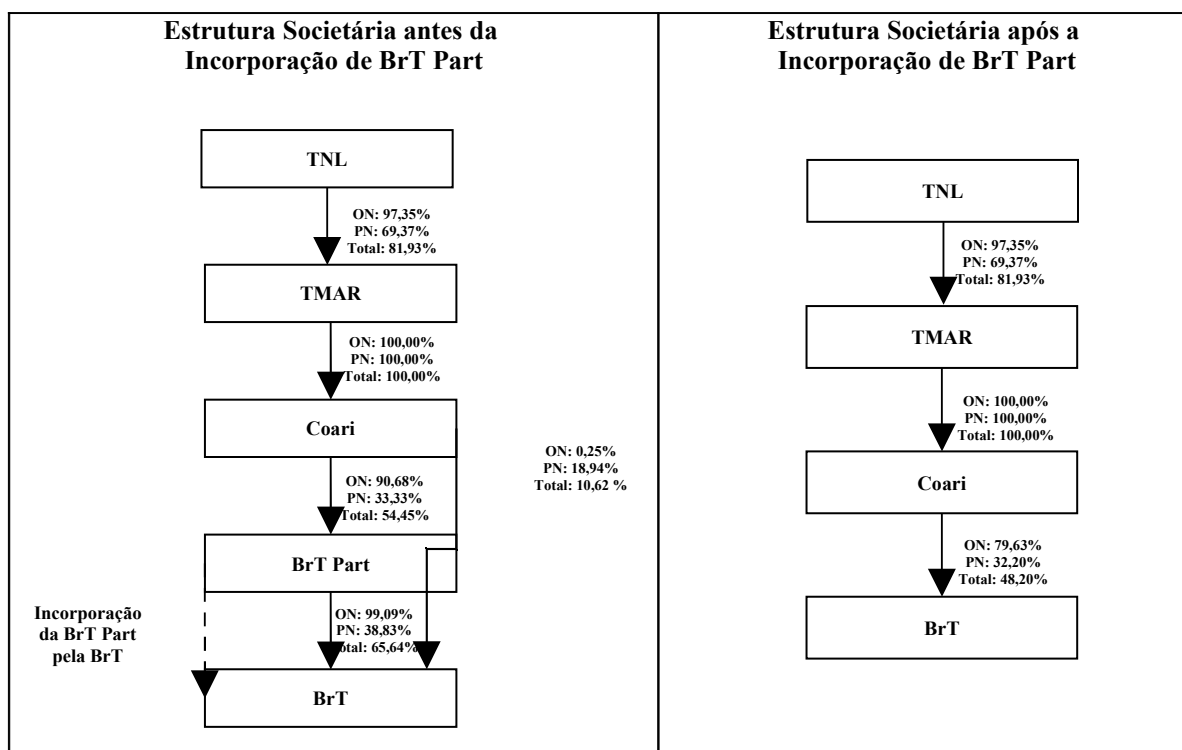 Estrutura Societária antes da
Incorporação de BrT Part
TNL
ON: 97,35%
PN: 69,37%
Total: 81,93%
TMAR
ON: 100,00%
PN: 100,00%
Total: 100,00%
Coari
ON: 0,25%
PN: 18,94%
Total: 10,62 %
ON: 90,68%
PN: 33,33%
Total: 54,45%
BrT Part
Incorporação
da BrT Part
pela BrT
ON: 99,09%
PN: 38,83%
Total: 65,64%
BrT
Estrutura Societária após a
Incorporação de BrT Part
TNL
ON: 97,35%
PN: 69,37%
Total: 81,93%
TMAR
ON: 100,00%
PN: 100,00%
Total: 100,00%
Coari
ON: 79,63%
PN: 32,20%
Total: 48,20%
BrT